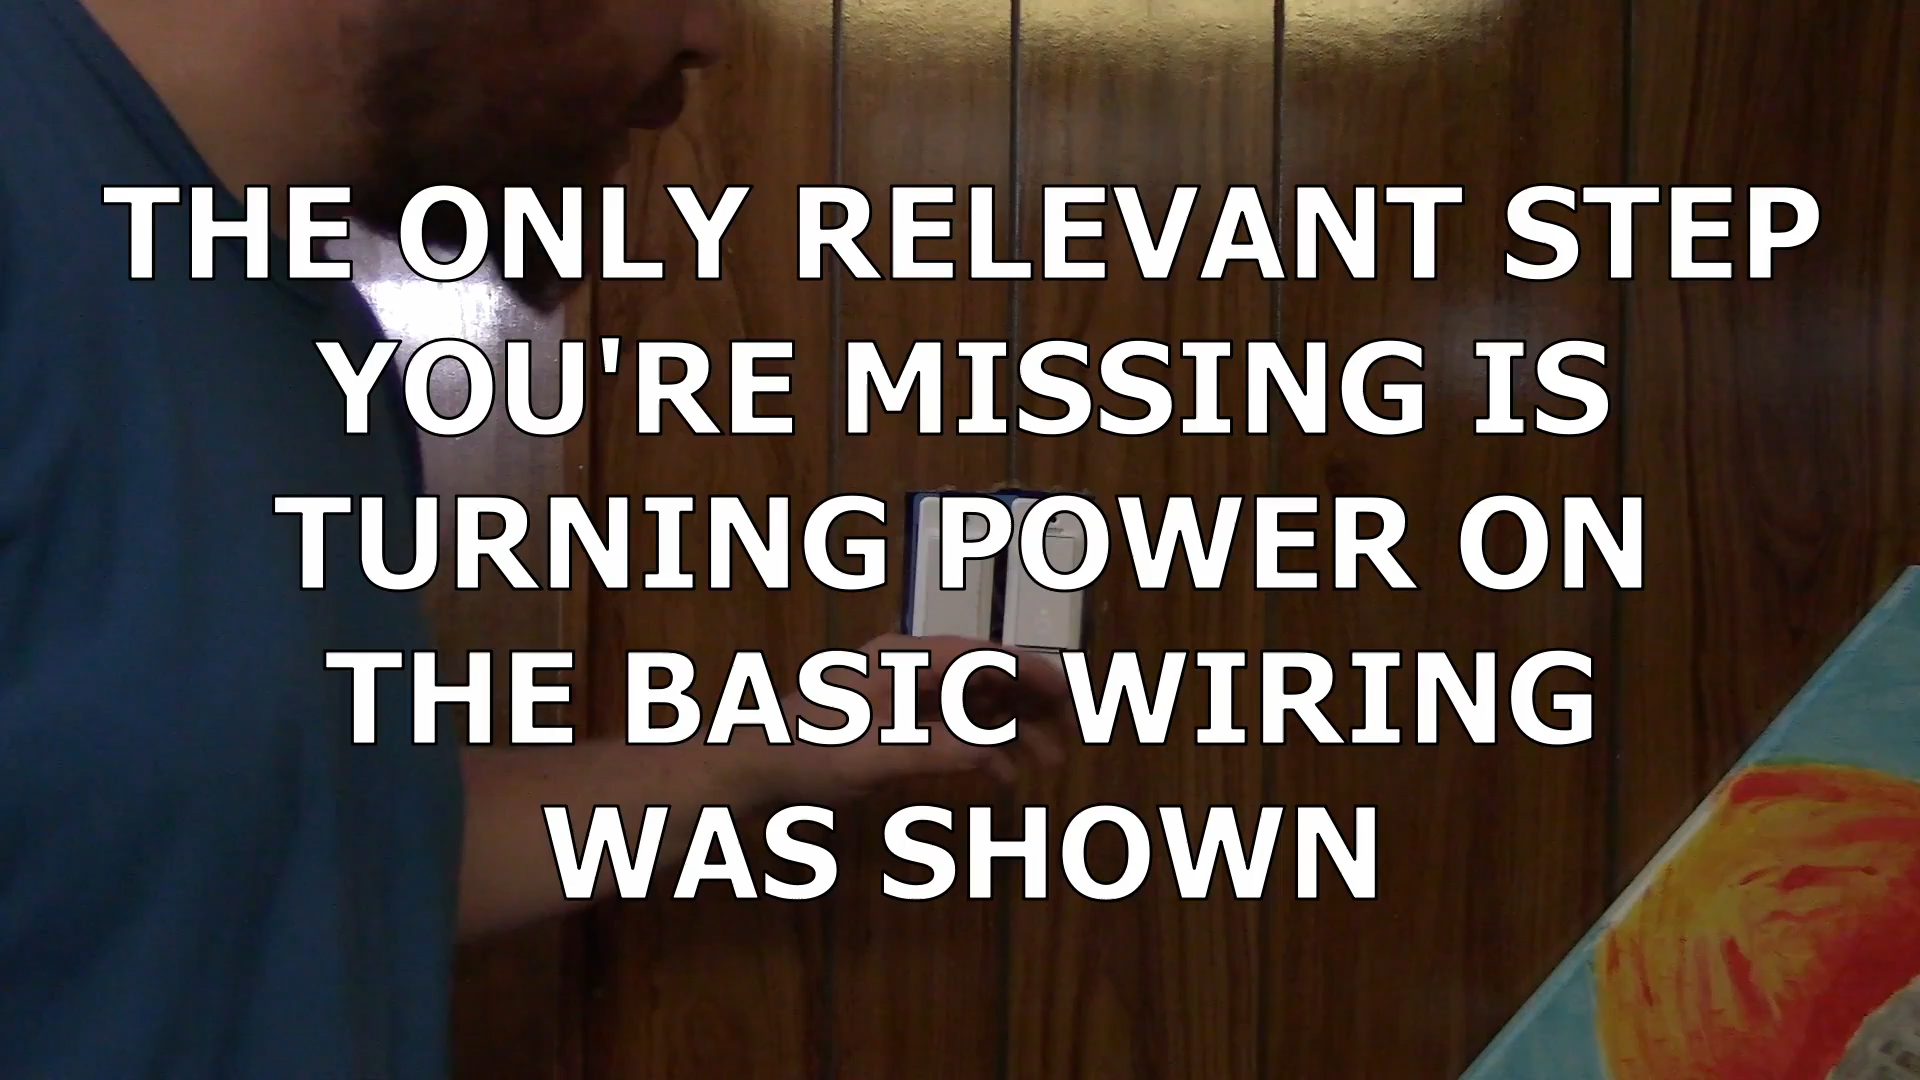 THE ONLY RELEVANT STEP
YOU'RE MISSING IS
TURNING POWER ON
THE BASIC WIRING
WAS SHOWN